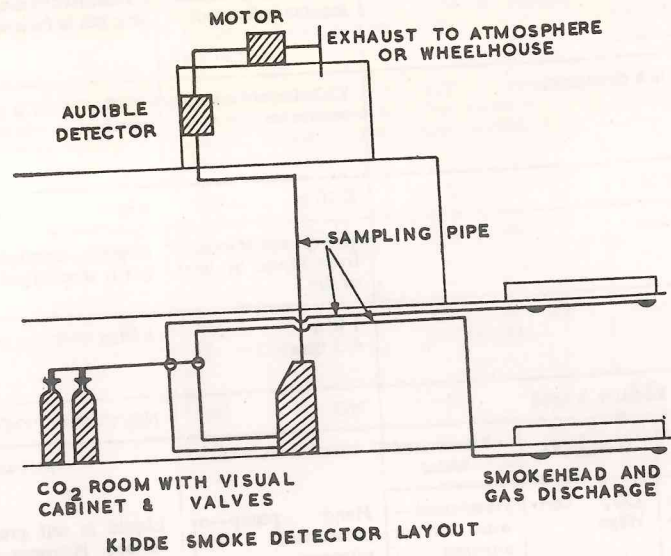 MOTOR
EXHAUST TO ATMOSPHERE
OR WHEELHOUSE
AUDIBLE
DETECTOR
SAMPLING PIPE
CO2 ROOM WITH VISUAL
CABINET & VALVES
SMOKEHEAD AND
GAS DISCHARGE
KIDDE SMOKE DETECTOR LAYOUT